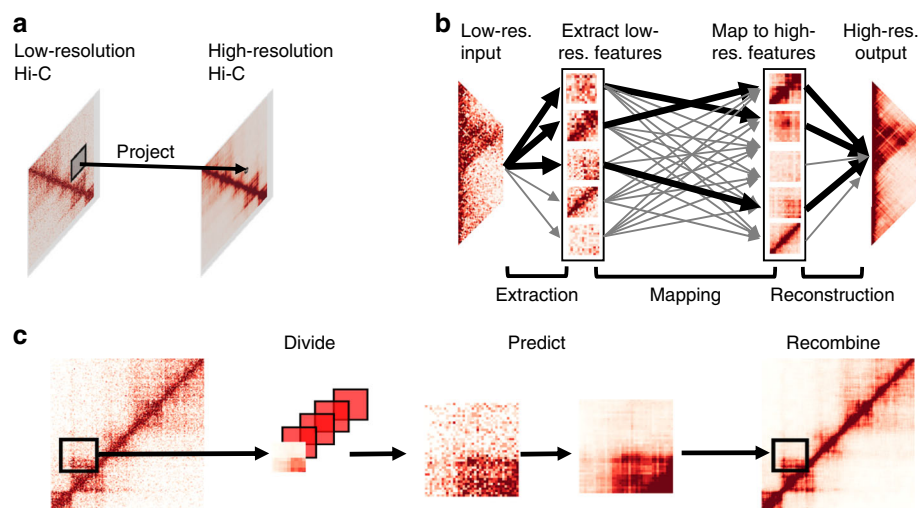 a
Low-resolution
Hi-C
High-resolution
Hi-C
Project
b
Low-res.
input
Extract low-
res. features
Map to high-
res. features
High-res.
output
Extraction
Mapping
Reconstruction
c
Divide
Predict
Recombine